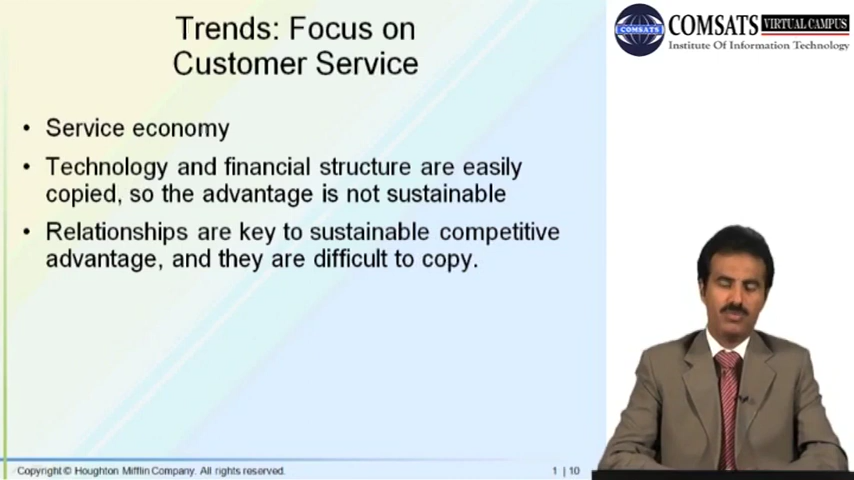 Trends: Focus on
Customer Service
COMSATS VIRTUAL CAMPUS
COMSATS
Institute Of Information Technology
• Service economy
• Technology and financial structure are easily
copied, so the advantage is not sustainable
• Relationships are key to sustainable competitive
advantage, and they are difficult to copy.
Copyright © Houghton Mifflin Company. All rights reserved.
1 | 10